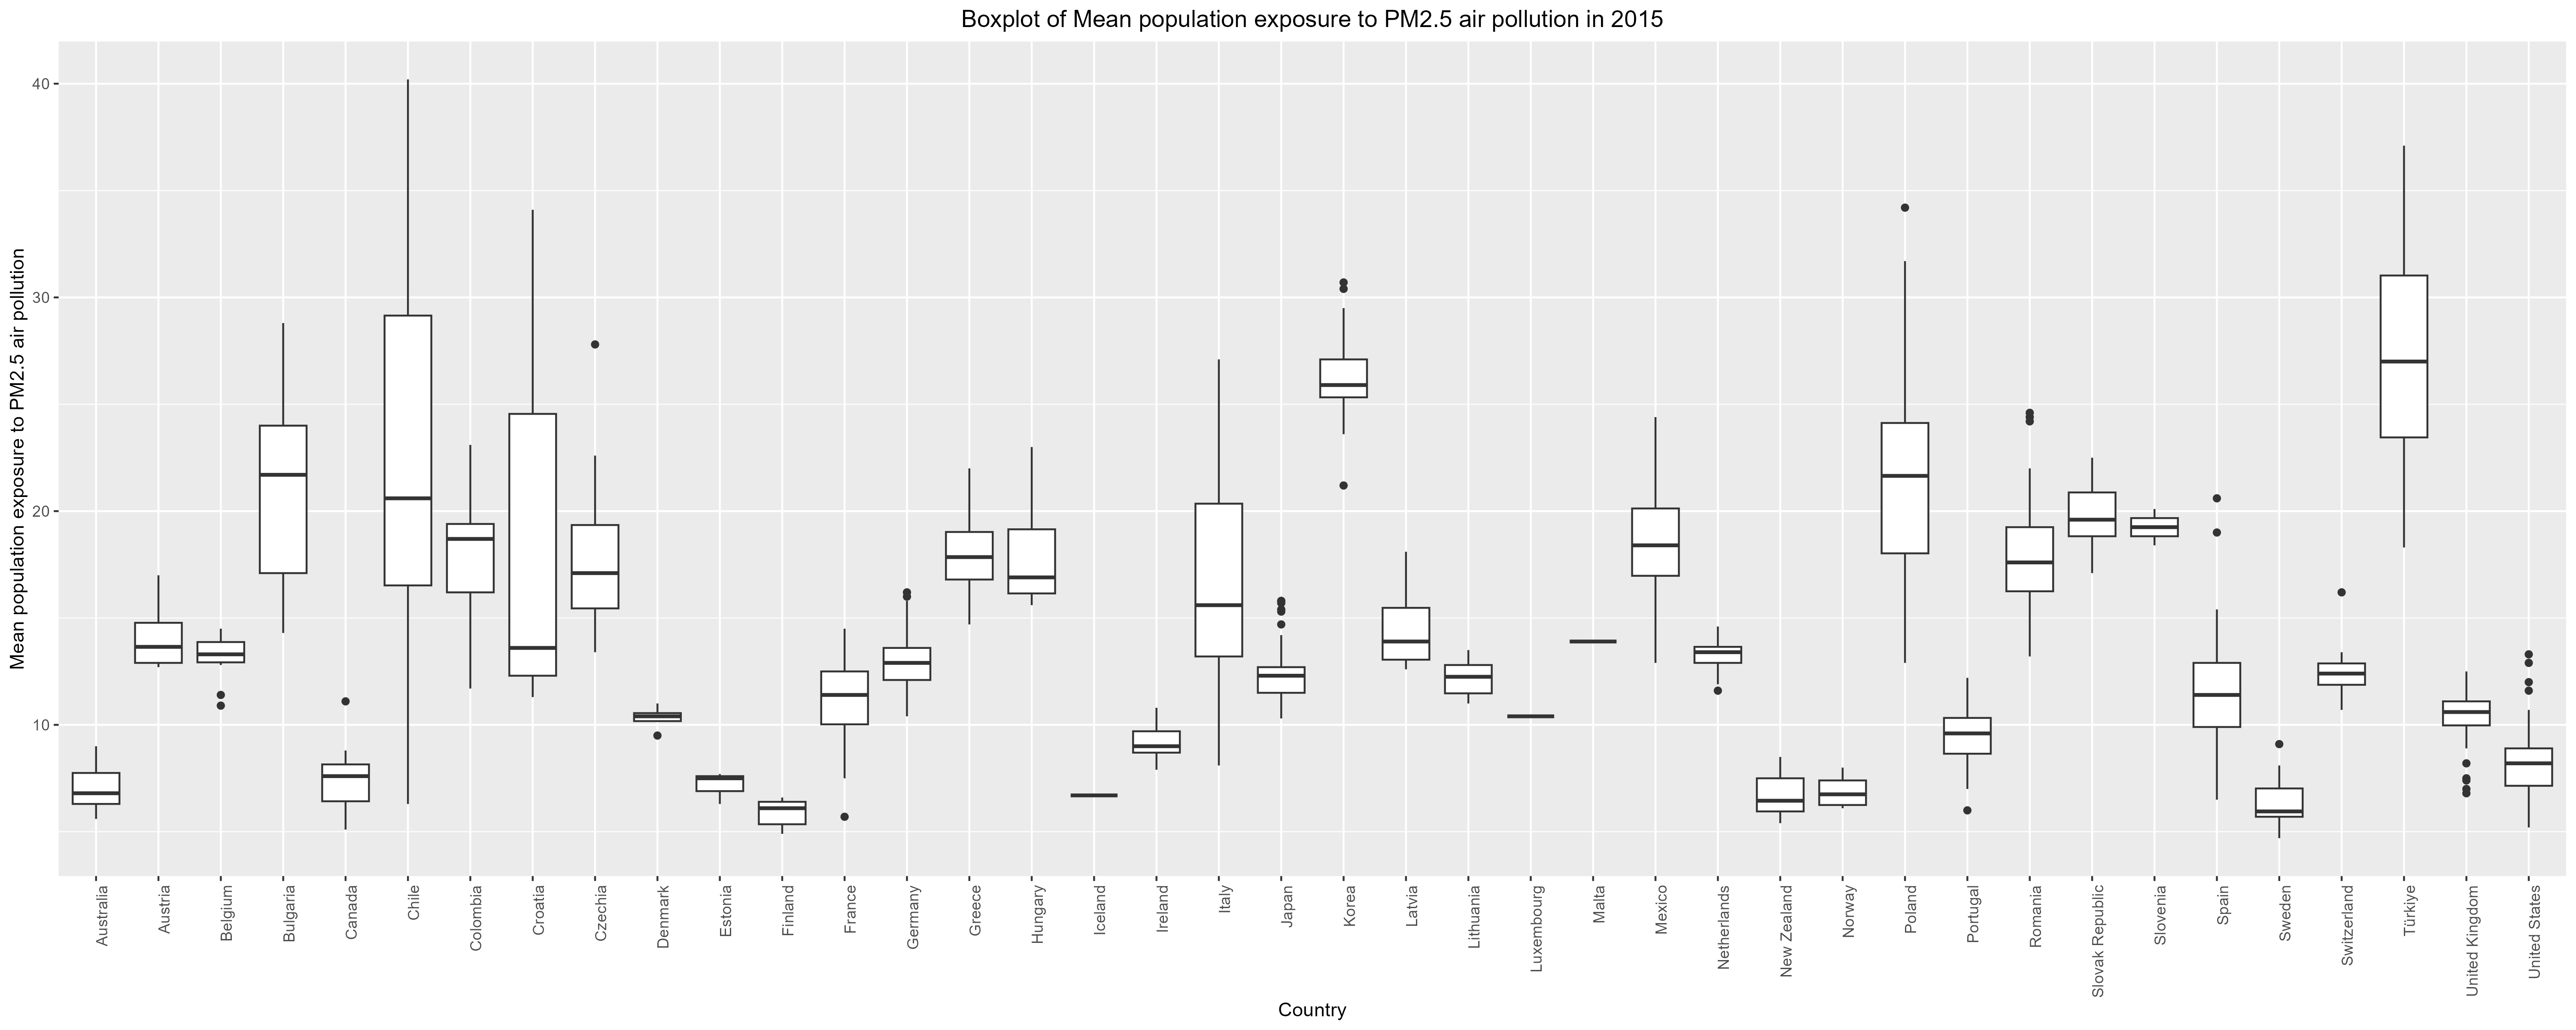 Boxplot of Mean population exposure to PM2.5 air pollution in 2015
Mean population exposure to PM2.5 air pollution
40
30
20
10
Australia
Austria
Belgium
Bulgaria
Canada
Chile
Colombia
Croatia
Czechia
Denmark
Estonia
Finland
France
Germany
Greece
Hungary
Iceland
Ireland
Italy
Japan
Korea
Latvia
Lithuania
Luxembourg
Malta
Mexico
Netherlands
New Zealand
Norway
Poland
Portugal
Romania
Slovak Republic
Slovenia
Spain
Sweden
Switzerland
Türkiye
United Kingdom
United States
Country